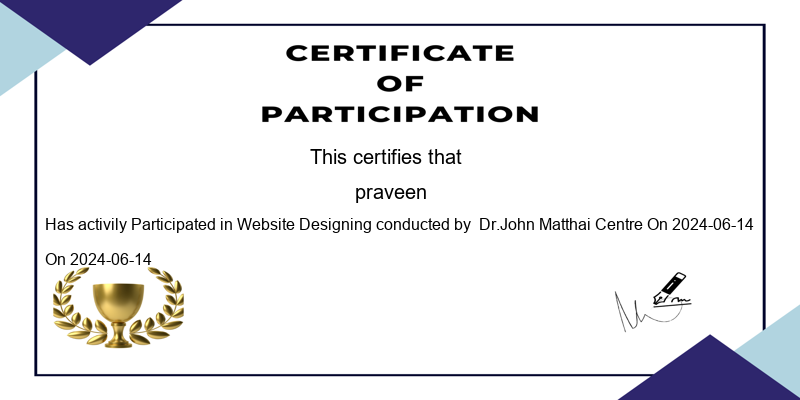 CERTIFICATE
OF
PARTICIPATION
This certifies that
praveen
Has activily Participated in Website Designing conducted by  Dr.John Matthai Centre On 2024-06-14
On 2024-06-14